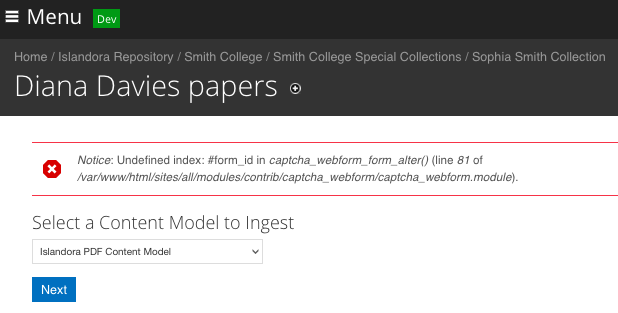 Menu Dev
Home / Islandora Repository / Smith College / Smith College Special Collections / Sophia Smith Collection
Diana Davies papers
Notice: Undefined index: #form_id in captcha_webform_form_alter() (line 81 of
/var/www/html/sites/all/modules/contrib/captcha_webform/captcha_webform.module).
Select a Content Model to Ingest
Islandora PDF Content Model
Next